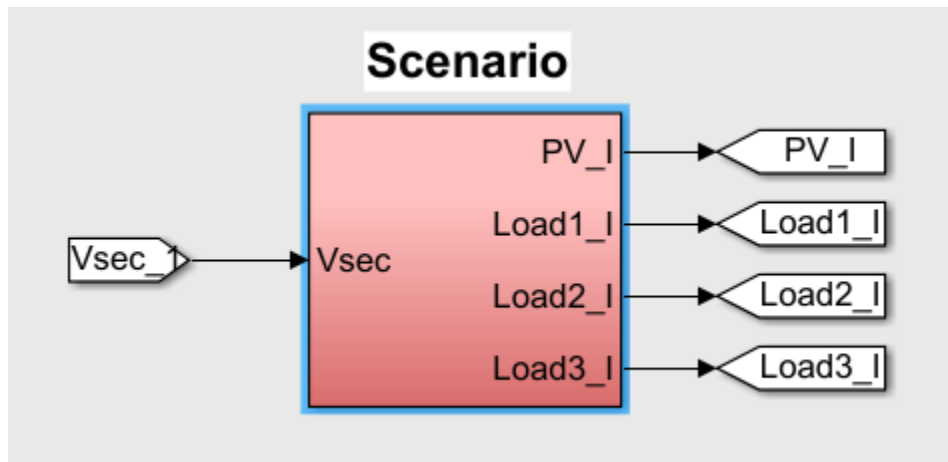 Scenario
Vsec_1
Vsec
PV_I
PV_I
Load1_I
Load1_I
Load2_I
Load2_I
Load3_I
Load3_I